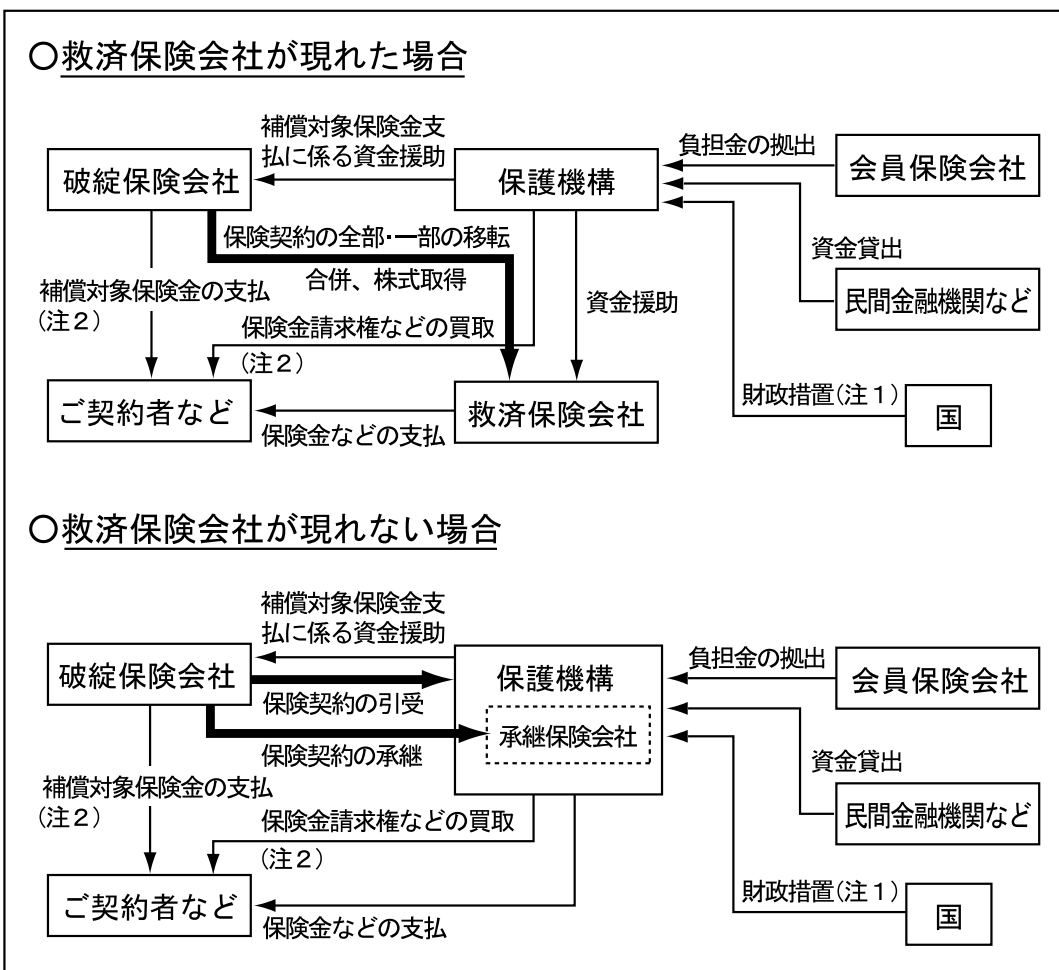 ○救済保険会社が現れた場合
補償対象保険金支
払に係る資金援助
負担金の拠出
破綻保険会社
保護機構
会員保険会社
保険契約の全部・一部の移転
合併、株式取得
資金貸出
民間金融機関など
補償対象保険金の支払
(注2)
資金援助
保険金請求権などの買取
(注2)
財政措置(注1)
国
ご契約者など
救済保険会社
保険金などの支払
○救済保険会社が現れない場合
補償対象保険金支
払に係る資金援助
負担金の拠出
破綻保険会社
保護機構
会員保険会社
保険契約の引受
承継保険会社
保険契約の承継
資金貸出
民間金融機関など
補償対象保険金の支払
(注2)
保険金請求権などの買取
(注2)
財政措置(注1)
国
ご契約者など
保険金などの支払